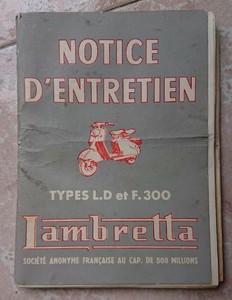 NOTICE
D'ENTRETIEN
TYPES L.D et F.300
Lambretta
SOCIÉTÉ ANONYME FRANÇAISE AU CAP. DE 500 MILLIONS